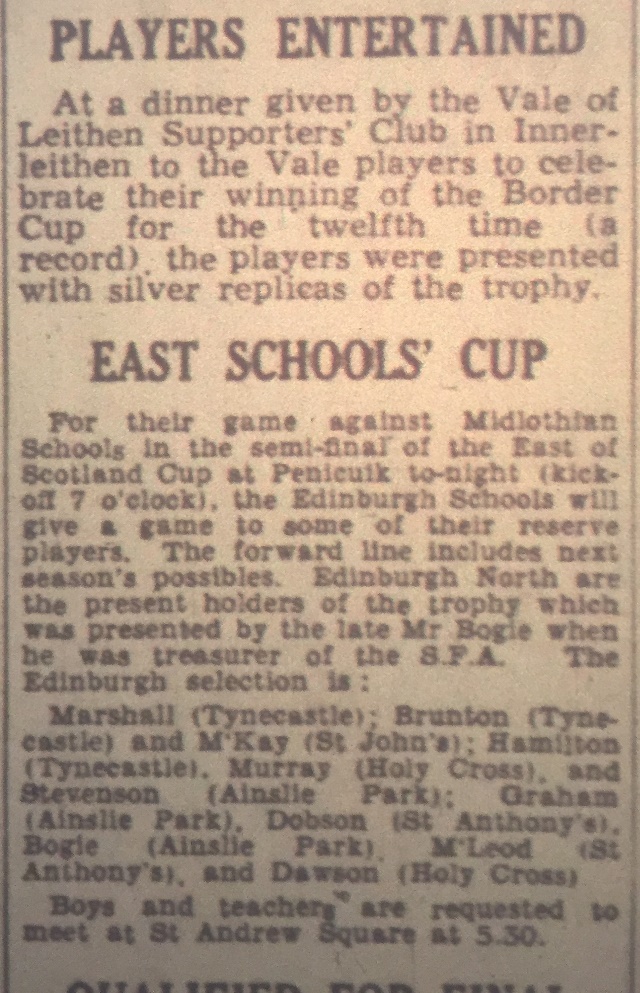 PLAYERS ENTERTAINED
At a dinner given by the Vale of
Leithen Supporters' Club in Inner-
leithen to the Vale players to cele-
brate their winning of the Border
Cup for the twelfth time (a
record), the players were presented
with silver replicas of the trophy.
EAST SCHOOLS' CUP
For their game against Midlothian
Schools in the semi-final of the East of
Scotland Cup at Penicuik to-night (kick-
off 7 o'clock), the Edinburgh Schools will
give a game to some of their reserve
players. The forward line includes next
season's possibles. Edinburgh North are
the present holders of the trophy which
was presented by the late Mr Bogie when
he was treasurer of the S.F.A. The
Edinburgh selection is:
Marshall (Tynecastle); Brunton (Tyne-
castle) and M'Kay (St John's); Hamilton
(Tynecastle), Murray (Holy Cross), and
Stevenson (Ainslie Park); Graham
(Ainslie Park), Dobson (St Anthony's),
Bogie (Ainslie Park), M'Leod (St
Anthony's), and Dawson (Holy Cross)
Boys and teachers are requested to
meet at St Andrew Square at 5.30.
QUALIFIED FOR FINAL